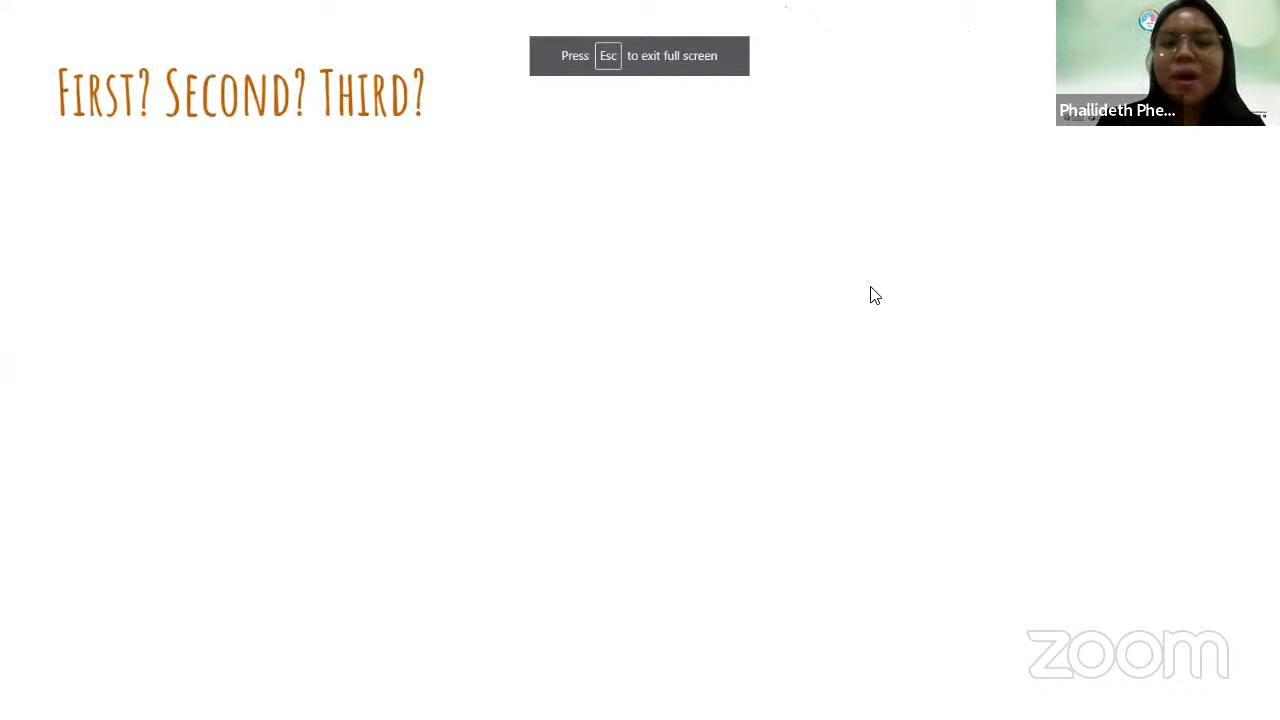 First? Second? Third?
Press Esc to exit full screen
Phallideth Phe...
zoom